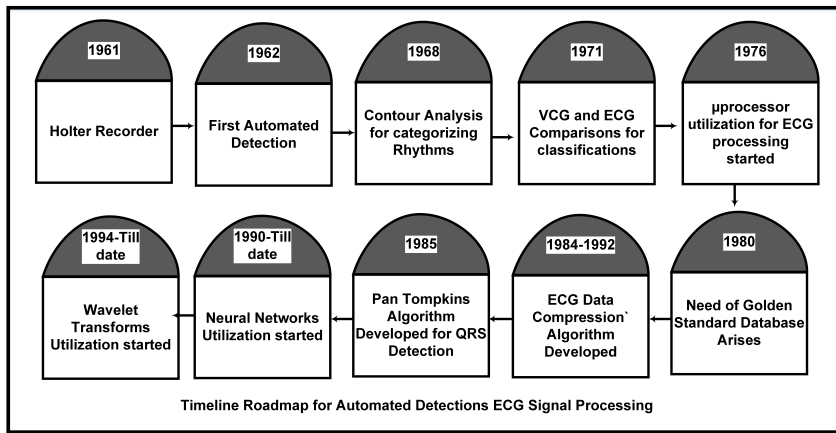 1961
Holter Recorder
1962
First Automated
Detection
1968
Contour Analysis
for categorizing
Rhythms
1971
VCG and ECG
Comparisons for
classifications
1976
µprocessor
utilization for ECG
processing
started
1980
Need of Golden
Standard Database
Arises
1984-1992
ECG Data
Compression`
Algorithm
Developed
1985
Pan Tompkins
Algorithm
Developed for QRS
Detection
1990-Till
date
Neural Networks
Utilization started
1994-Till
date
Wavelet
Transforms
Utilization started
Timeline Roadmap for Automated Detections ECG Signal Processing